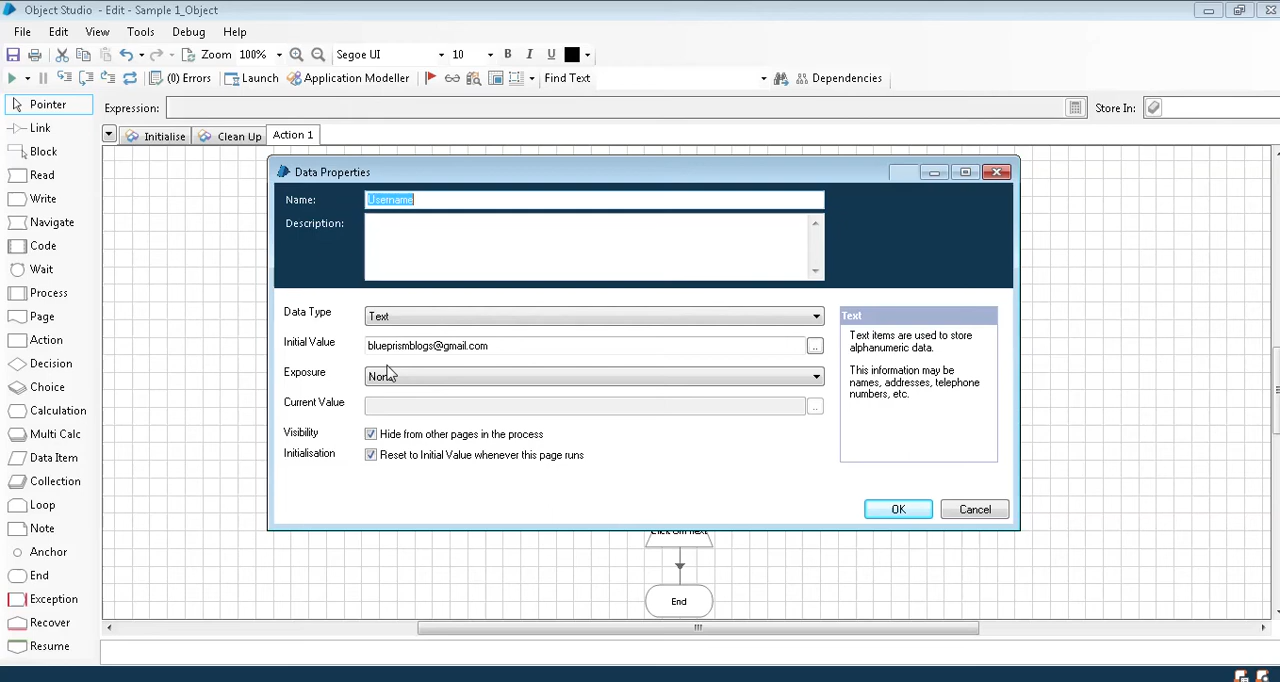 Object Studio - Edit - Sample 1_Object
File Edit View Tools Debug Help
Zoom 100% Segoe UI 10 B I U
(0) Errors Launch Application Modeller Find Text Dependencies
Pointer
Expression: Store In:
Link
Initialise Clean Up Action 1
Block
Read
Write
Navigate
Code
Wait
Process
Page
Action
Decision
Choice
Calculation
Multi Calc
Data Item
Collection
Loop
Note
Anchor
End
Exception
Recover
Resume
Data Properties
Name: Username
Description:
Data Type Text
Initial Value blueprismblogs@gmail.com ..
Exposure
Current Value ..
Visibility Hide from other pages in the process
Initialisation Reset to Initial Value whenever this page runs
Text
Text items are used to store
alphanumeric data.
This information may be
names, addresses, telephone
numbers, etc.
OK Cancel
End